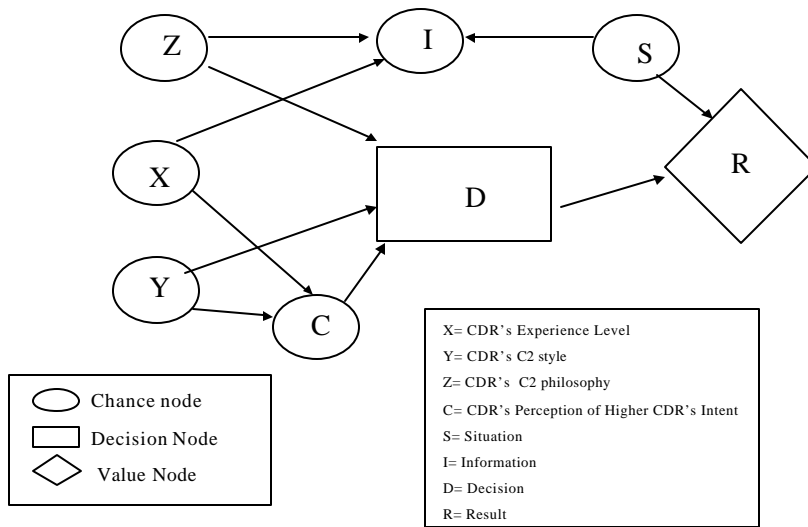 Z
I
S
X
D
R
Y
C
Chance node
Decision Node
Value Node
X= CDR's Experience Level
Y= CDR's C2 style
Z= CDR's C2 philosophy
C= CDR's Perception of Higher CDR's Intent
S= Situation
I= Information
D= Decision
R= Result